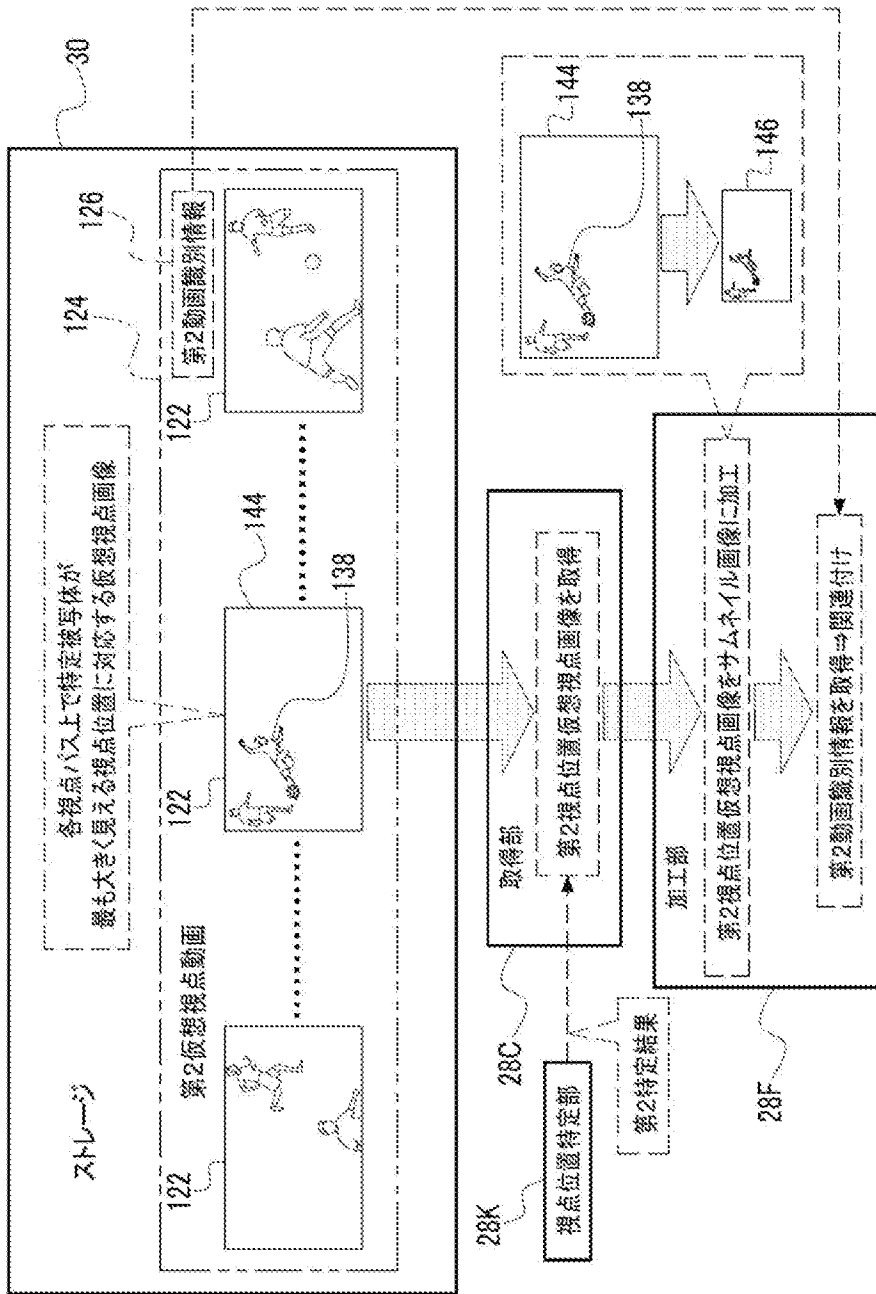 ストレージ
30
各視点パス上で特定被写体が
最も大きく見える視点位置に対応する仮想視点画像
124
126
第2仮想視点動画
第2動画識別情報
122
122
144
138
122
28K
視点位置特定部
第2特定結果
28C
取得部
第2視点位置仮想視点画像を取得
28F
加工部
第2視点位置仮想視点画像をサムネイル画像に加工
第2動画識別情報を取得⇒関連付け
144
138
146